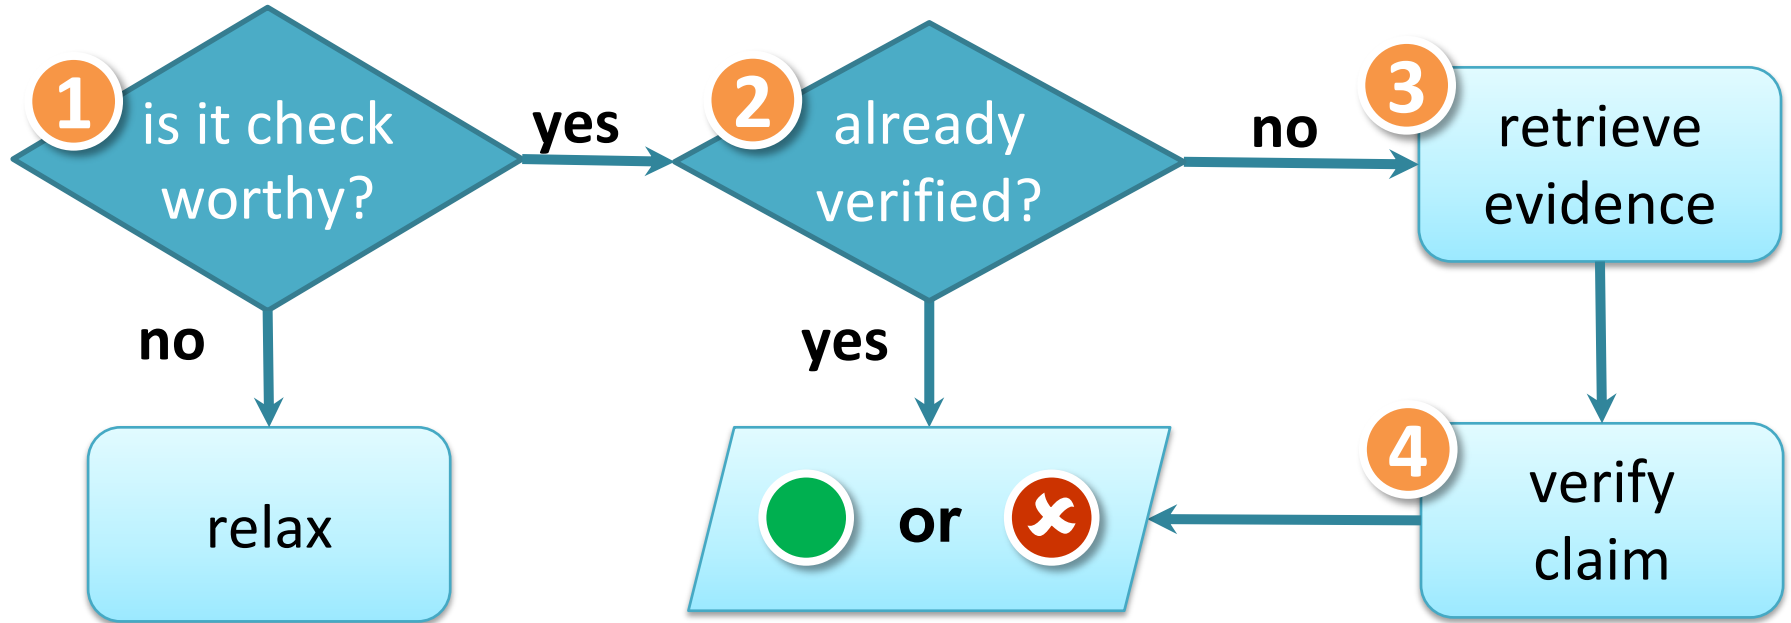 1
is it check
worthy?
yes
2
already
verified?
no
3
retrieve
evidence
no
relax
yes
or
4
verify
claim